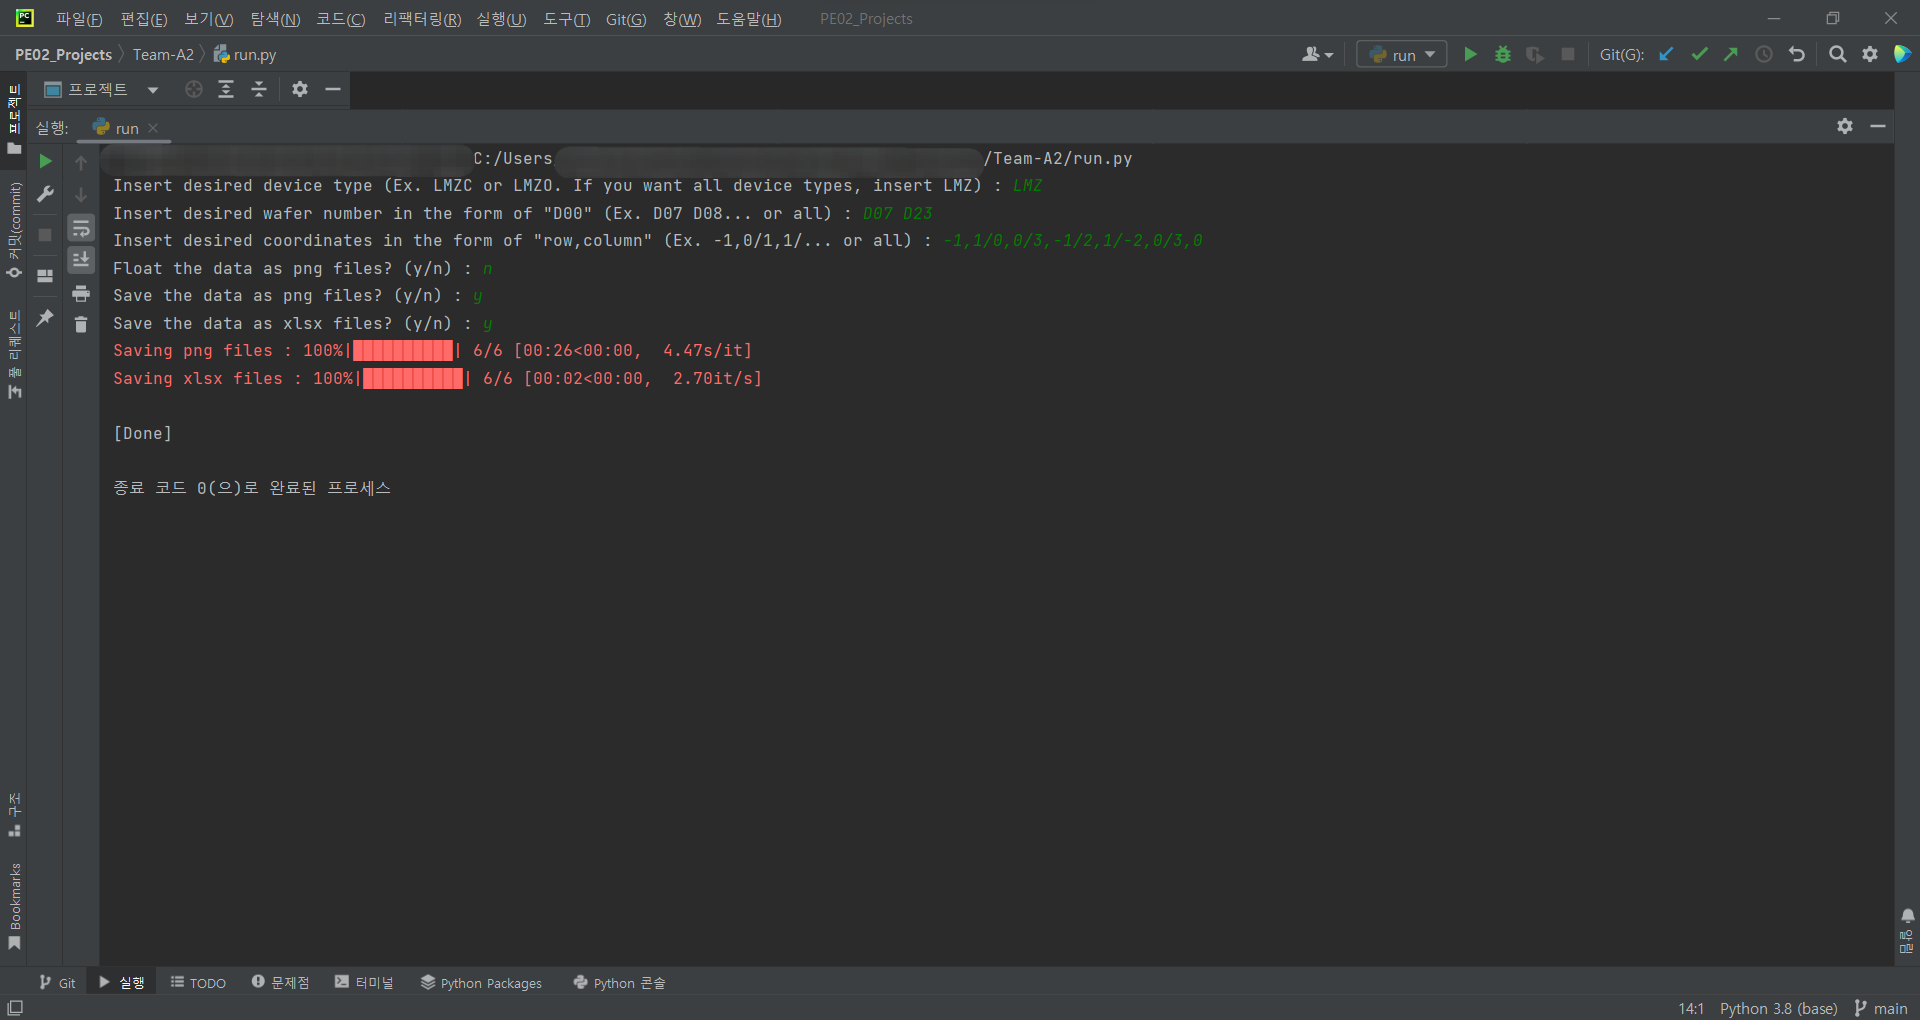 PC 파일(F) 편집(E) 보기(V) 탐색(N) 코드(C) 리팩터링(R) 실행(U) 도구(T) Git(G) 창(W) 도움말(H) PE02_Projects
PE02_Projects Team-A2 run.py run Git(G):
프로젝트
실행: run
C:/Users /Team-A2/run.py
Insert desired device type (Ex. LMZC or LMZO. If you want all device types, insert LMZ) : LMZ
Insert desired wafer number in the form of "D00" (Ex. D07 D08... or all) : D07 D23
Insert desired coordinates in the form of "row,column" (Ex. -1,0/1,1/... or all) : -1,1/0,0/3,-1/2,1/-2,0/3,0
Float the data as png files? (y/n) : n
Save the data as png files? (y/n) : y
Save the data as xlsx files? (y/n) : y
Saving png files : 100%|██████████| 6/6 [00:26<00:00,  4.47s/it]
Saving xlsx files : 100%|██████████| 6/6 [00:02<00:00,  2.70it/s]
[Done]
종료 코드 0(으)로 완료된 프로세스
프로젝트
커밋(commit)
풀 리퀘스트
구조
Bookmarks
알림
Git 실행 TODO 문제점 터미널 Python Packages Python 콘솔
14:1 Python 3.8 (base) main